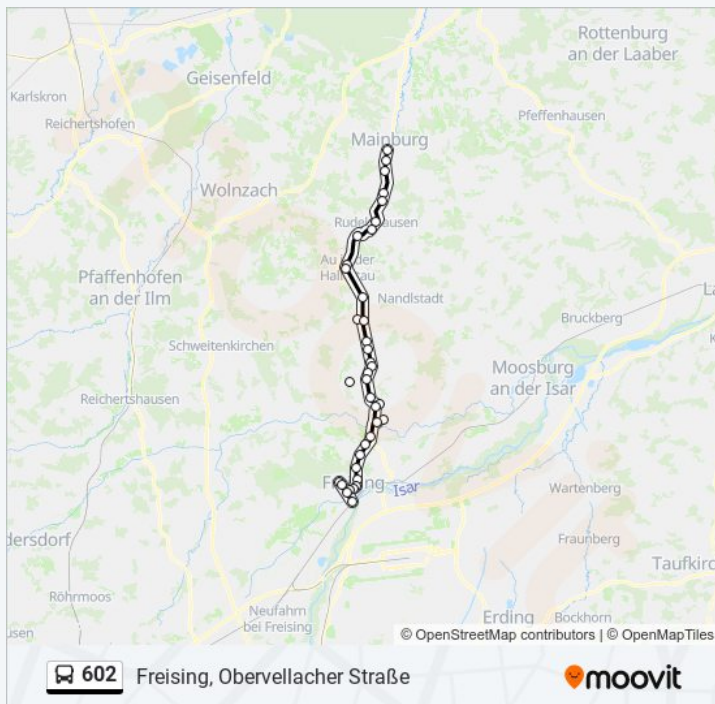 Rottenburg
an der Laaber
Geisenfeld
Karlskron
Reichertshofen
Pfeffenhausen
Mainburg
Wolnzach
Pfaffenhofen
an der Ilm
Nandlstadt
Bruckberg
Schweitenkirchen
Moosburg
an der Isar
Reichertshausen
Isar
Wartenberg
dersdorf
Fraunberg
Taufkirc
Röhrmoos
Neufahrn
bei Freising
Erding
Bockhorn
© OpenStreetMap contributors | © OpenMapTiles
602 Freising, Obervellacher Straße
moovit